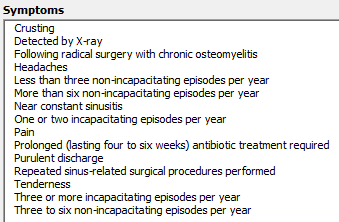 Symptoms
Crusting
Detected by X-ray
Following radical surgery with chronic osteomyelitis
Headaches
Less than three non-incapacitating episodes per year
More than six non-incapacitating episodes per year
Near constant sinusitis
One or two incapacitating episodes per year
Pain
Prolonged (lasting four to six weeks) antibiotic treatment required
Purulent discharge
Repeated sinus-related surgical procedures performed
Tenderness
Three or more incapacitating episodes per year
Three to six non-incapacitating episodes per year